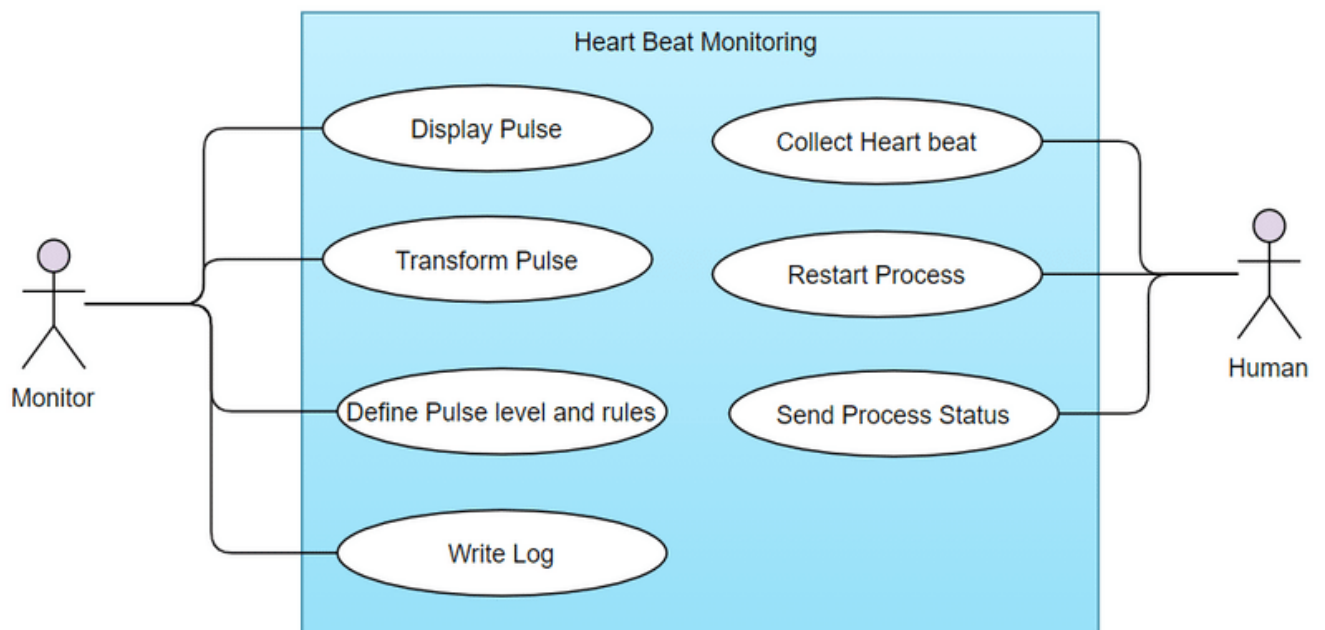 Heart Beat Monitoring
Display Pulse
Collect Heart beat
Transform Pulse
Restart Process
Monitor
Human
Define Pulse level and rules
Send Process Status
Write Log